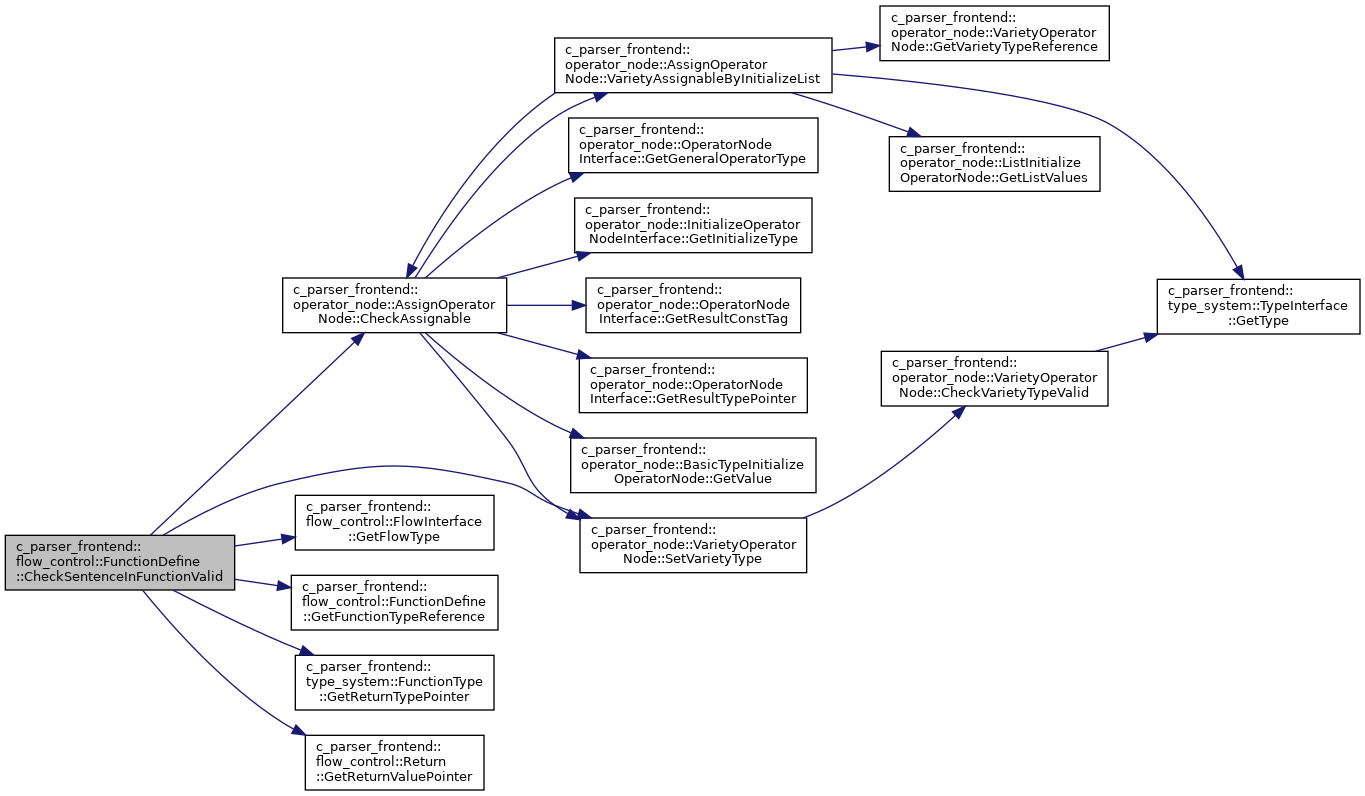 c_parser_frontend::
operator_node::VarietyOperator
Node::GetVarietyTypeReference
c_parser_frontend::
operator_node::AssignOperator
Node::VarietyAssignableByInitializeList
c_parser_frontend::
operator_node::OperatorNode
Interface::GetGeneralOperatorType
c_parser_frontend::
operator_node::ListInitialize
OperatorNode::GetListValues
c_parser_frontend::
operator_node::InitializeOperator
NodeInterface::GetInitializeType
c_parser_frontend::
operator_node::AssignOperator
Node::CheckAssignable
c_parser_frontend::
operator_node::OperatorNode
Interface::GetResultConstTag
c_parser_frontend::
type_system::TypeInterface
::GetType
c_parser_frontend::
operator_node::OperatorNode
Interface::GetResultTypePointer
c_parser_frontend::
operator_node::VarietyOperator
Node::CheckVarietyTypeValid
c_parser_frontend::
operator_node::BasicTypeInitialize
OperatorNode::GetValue
c_parser_frontend::
flow_control::FlowInterface
::GetFlowType
c_parser_frontend::
operator_node::VarietyOperator
Node::SetVarietyType
c_parser_frontend::
flow_control::FunctionDefine
::CheckSentenceInFunctionValid
c_parser_frontend::
flow_control::FunctionDefine
::GetFunctionTypeReference
c_parser_frontend::
type_system::FunctionType
::GetReturnTypePointer
c_parser_frontend::
flow_control::Return
::GetReturnValuePointer